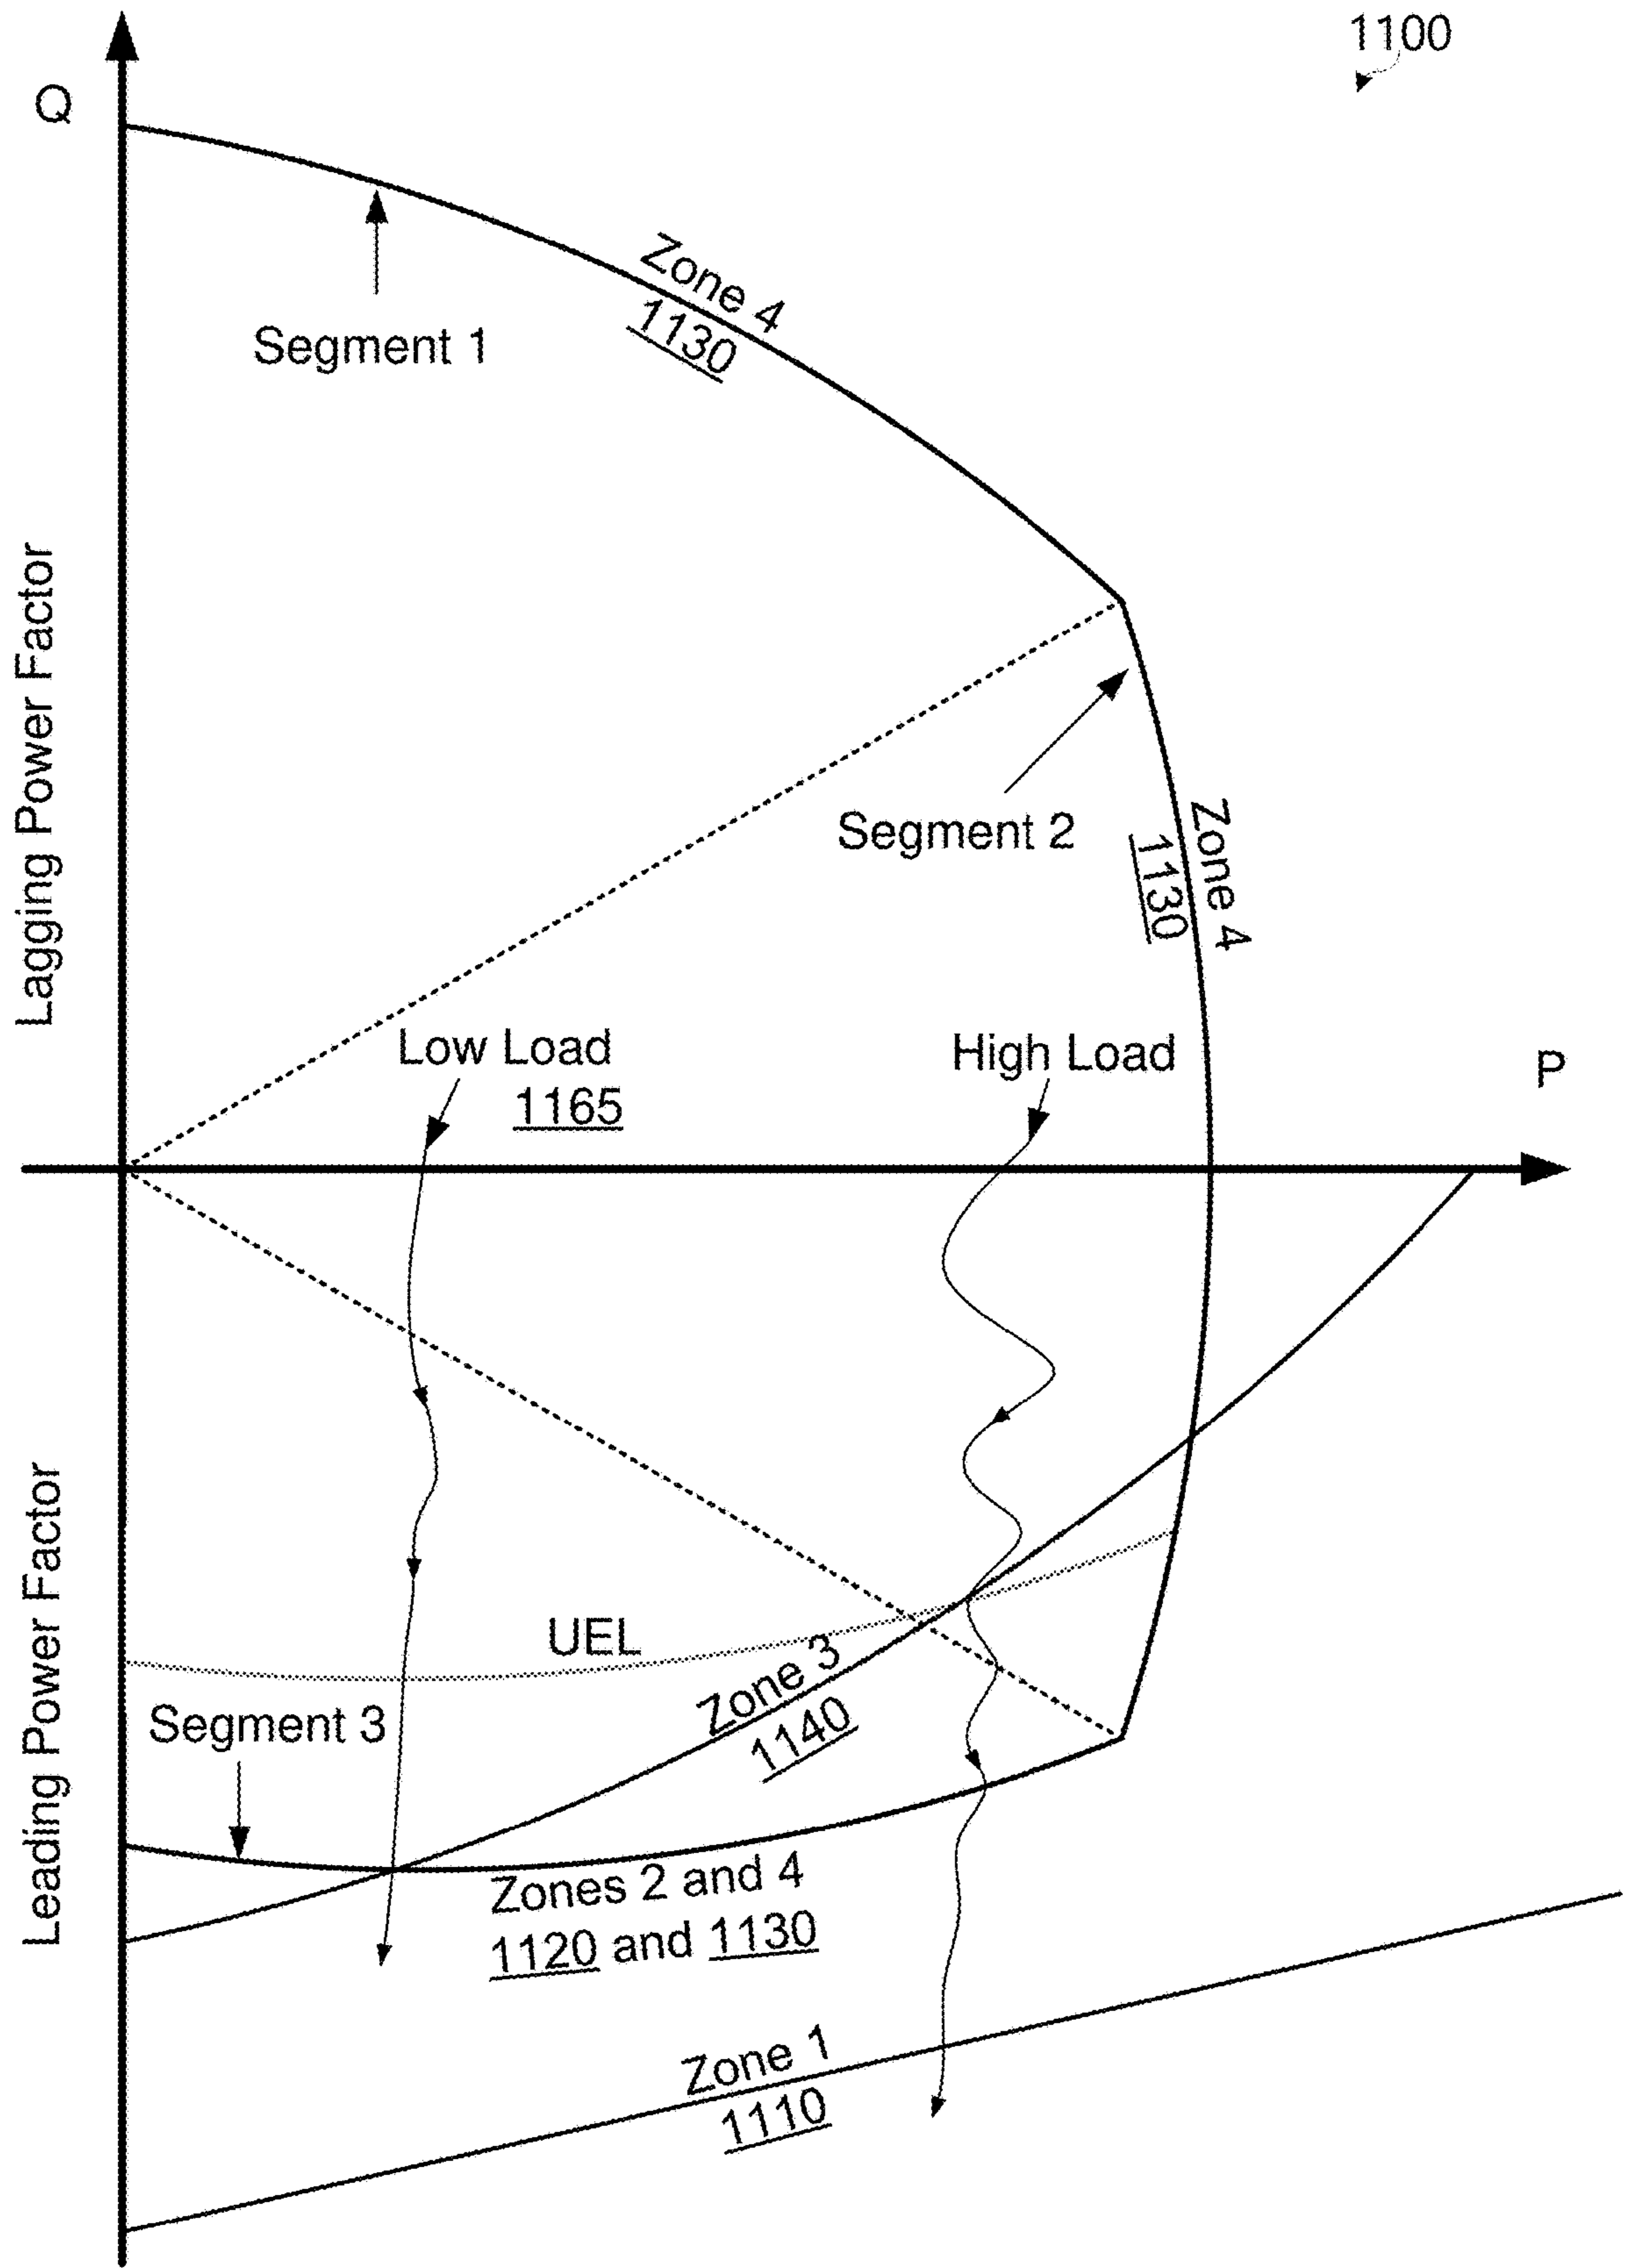 1100
Q
Zone 4
1130
Segment 1
Lagging Power Factor
Segment 2
Zone 4
1130
Low Load
1165
High Load
P
Leading Power Factor
UEL
Zone 3
1140
Segment 3
Zones 2 and 4
1120 and 1130
Zone 1
1110